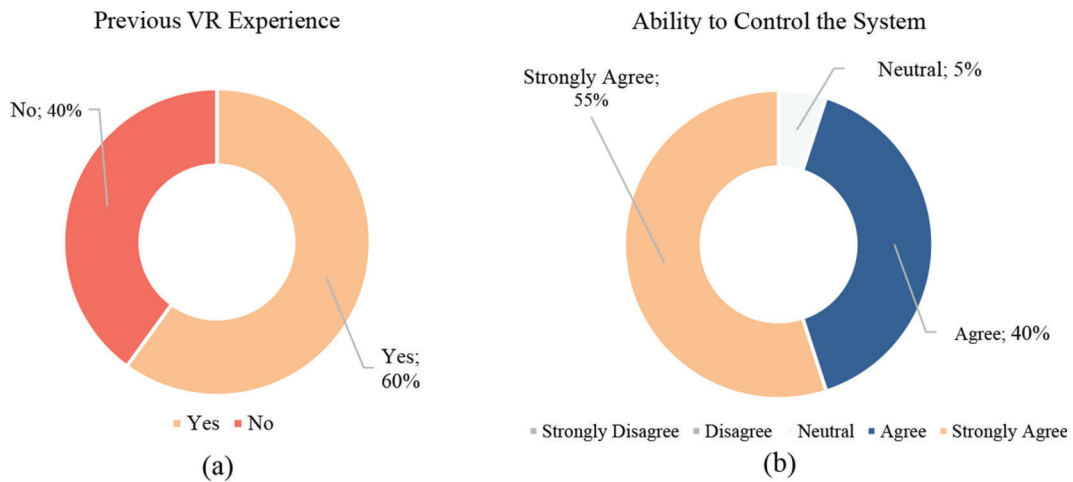 Previous VR Experience
No; 40%
Yes;
60%
Yes No
(a)
Ability to Control the System
Strongly Agree;
55%
Neutral; 5%
Agree; 40%
Strongly Disagree Disagree Neutral Agree Strongly Agree
(b)